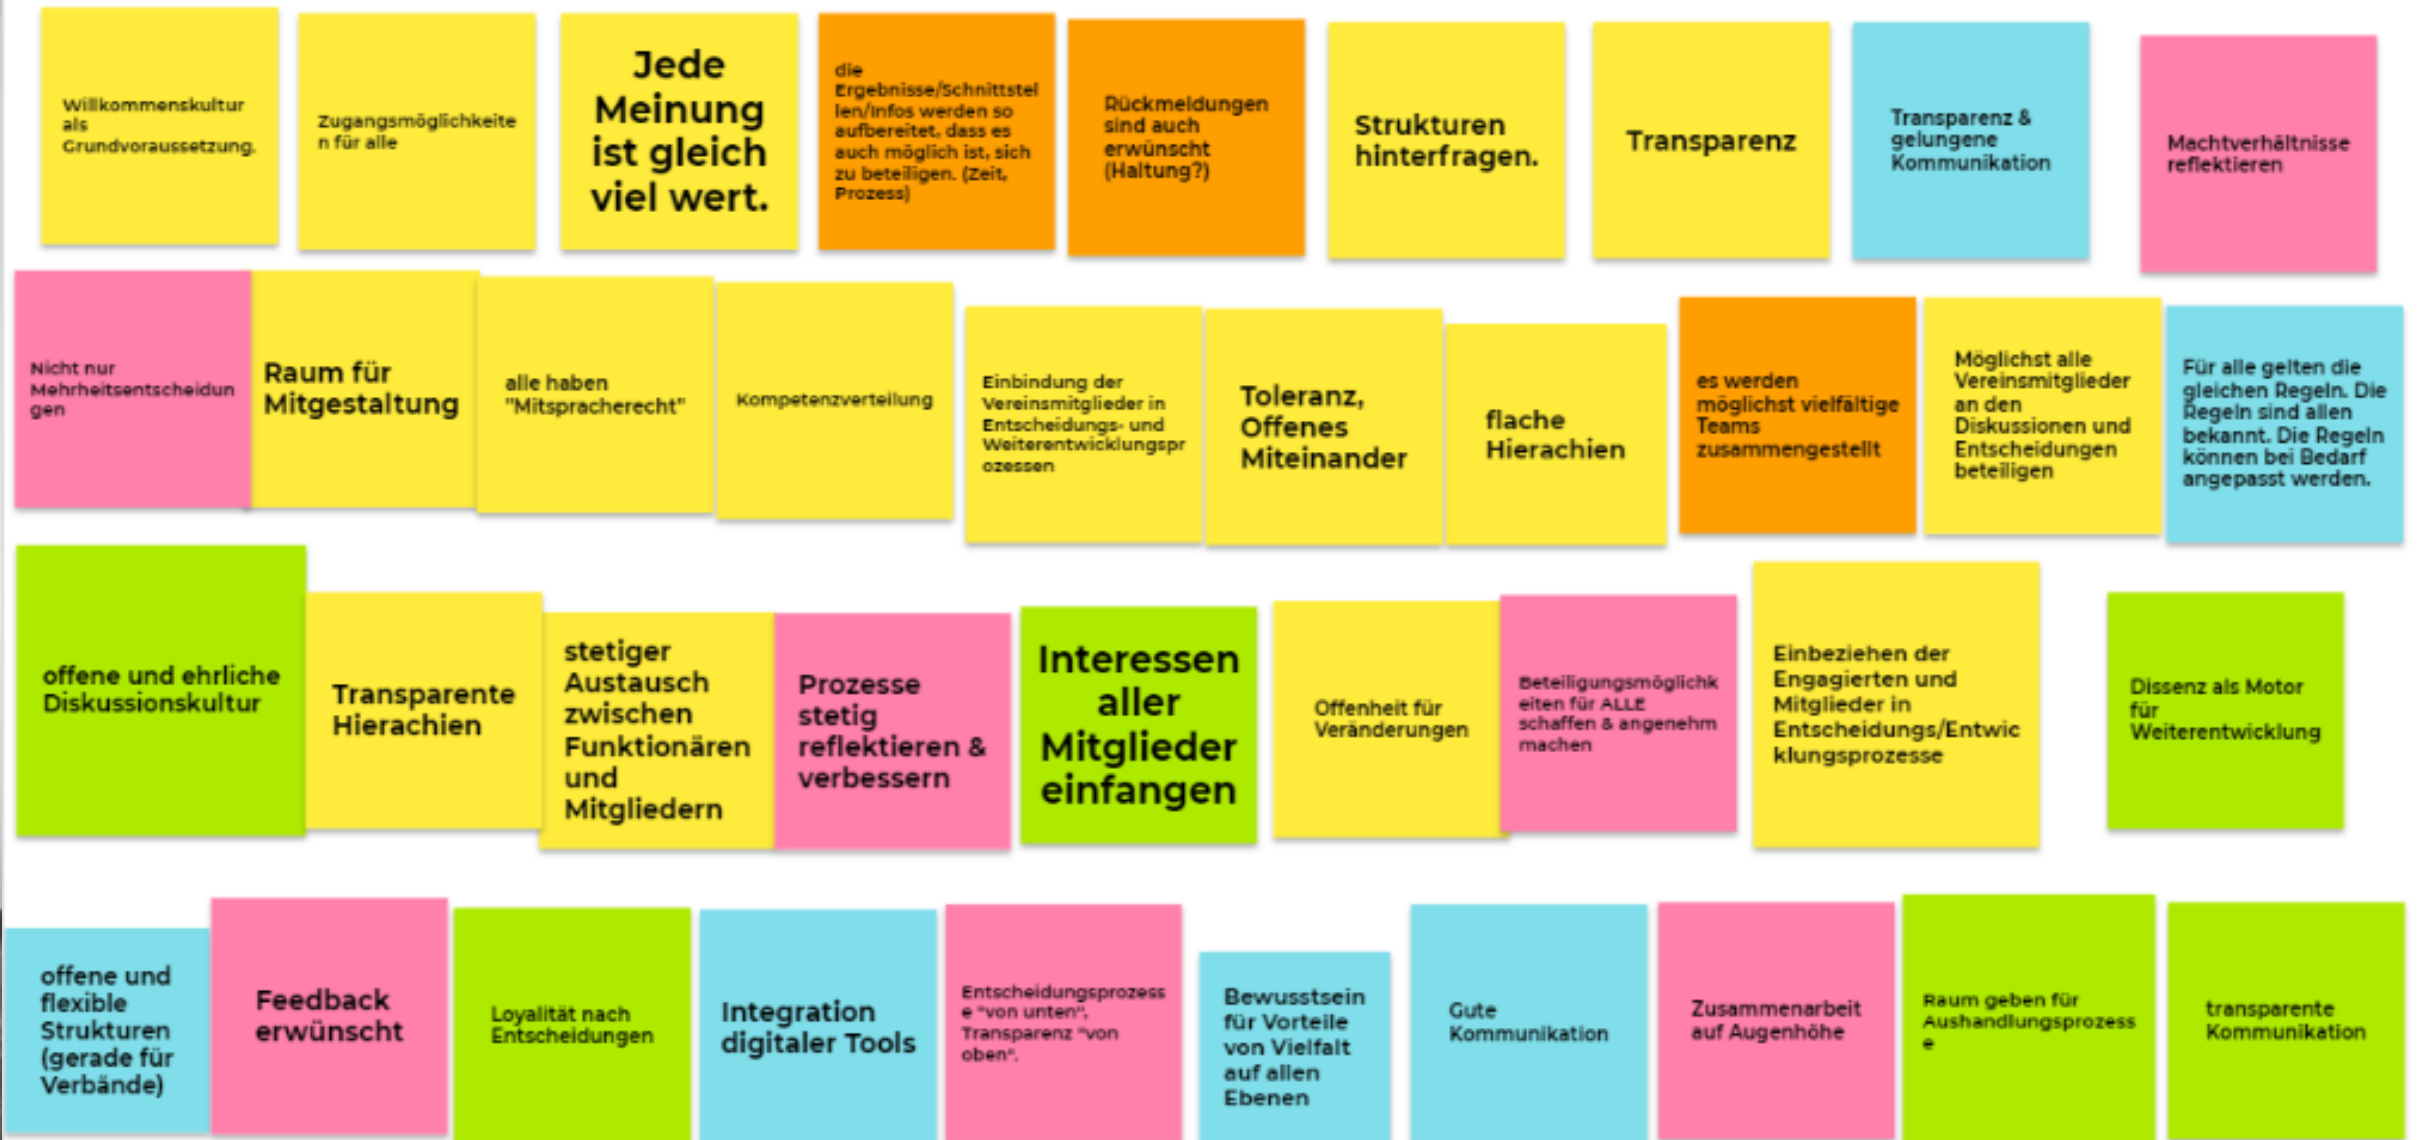 Willkommenskultur
als
Grundvoraussetzung.
Zugangsmöglichkeite
n für alle
Jede
Meinung
ist gleich
viel wert.
die
Ergebnisse/Schnittstel
len/Infos werden so
aufbereitet, dass es
auch möglich ist, sich
zu beteiligen. (Zeit,
Prozess)
Rückmeldungen
sind auch
erwünscht
(Haltung?)
Strukturen
hinterfragen.
Transparenz
Transparenz &
gelungene
Kommunikation
Machtverhältnisse
reflektieren
Nicht nur
Mehrheitsentscheidun
gen
Raum für
Mitgestaltung
alle haben
"Mitspracherecht"
Kompetenzverteilung
Einbindung der
Vereinsmitglieder in
Entscheidungs- und
Weiterentwicklungspr
ozessen
Toleranz,
Offenes
Miteinander
flache
Hierachien
es werden
möglichst vielfältige
Teams
zusammengestellt
Möglichst alle
Vereinsmitglieder
an den
Diskussionen und
Entscheidungen
beteiligen
Für alle gelten die
gleichen Regeln. Die
Regeln sind allen
bekannt. Die Regeln
können bei Bedarf
angepasst werden.
offene und ehrliche
Diskussionskultur
Transparente
Hierachien
stetiger
Austausch
zwischen
Funktionären
und
Mitgliedern
Prozesse
stetig
reflektieren &
verbessern
Interessen
aller
Mitglieder
einfangen
Offenheit für
Veränderungen
Beteiligungsmöglichk
eiten für ALLE
schaffen & angenehm
machen
Einbeziehen der
Engagierten und
Mitglieder in
Entscheidungs/Entwic
klungsprozesse
Dissenz als Motor
für
Weiterentwicklung
offene und
flexible
Strukturen
(gerade für
Verbände)
Feedback
erwünscht
Loyalität nach
Entscheidungen
Integration
digitaler Tools
Entscheidungsprozess
e "von unten",
Transparenz "von
oben".
Bewusstsein
für Vorteile
von Vielfalt
auf allen
Ebenen
Gute
Kommunikation
Zusammenarbeit
auf Augenhöhe
Raum geben für
Aushandlungsprozess
e
transparente
Kommunikation